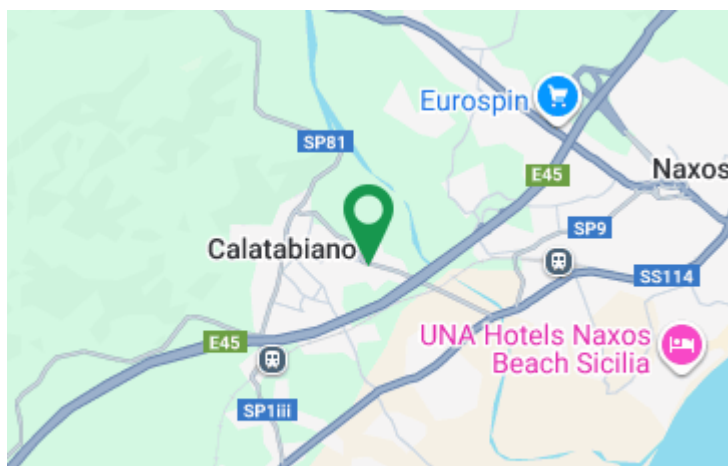 Eurospin
SP81
E45
Naxos
SP9
Calatabiano
SS114
E45
UNA Hotels Naxos
Beach Sicilia
SP1iii